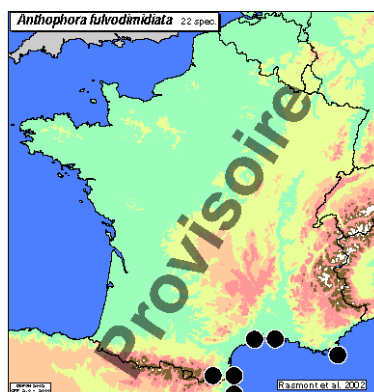 Anthophora fulvodimidiata 22 spec.
Provisoire
Rasmont et al. 2002